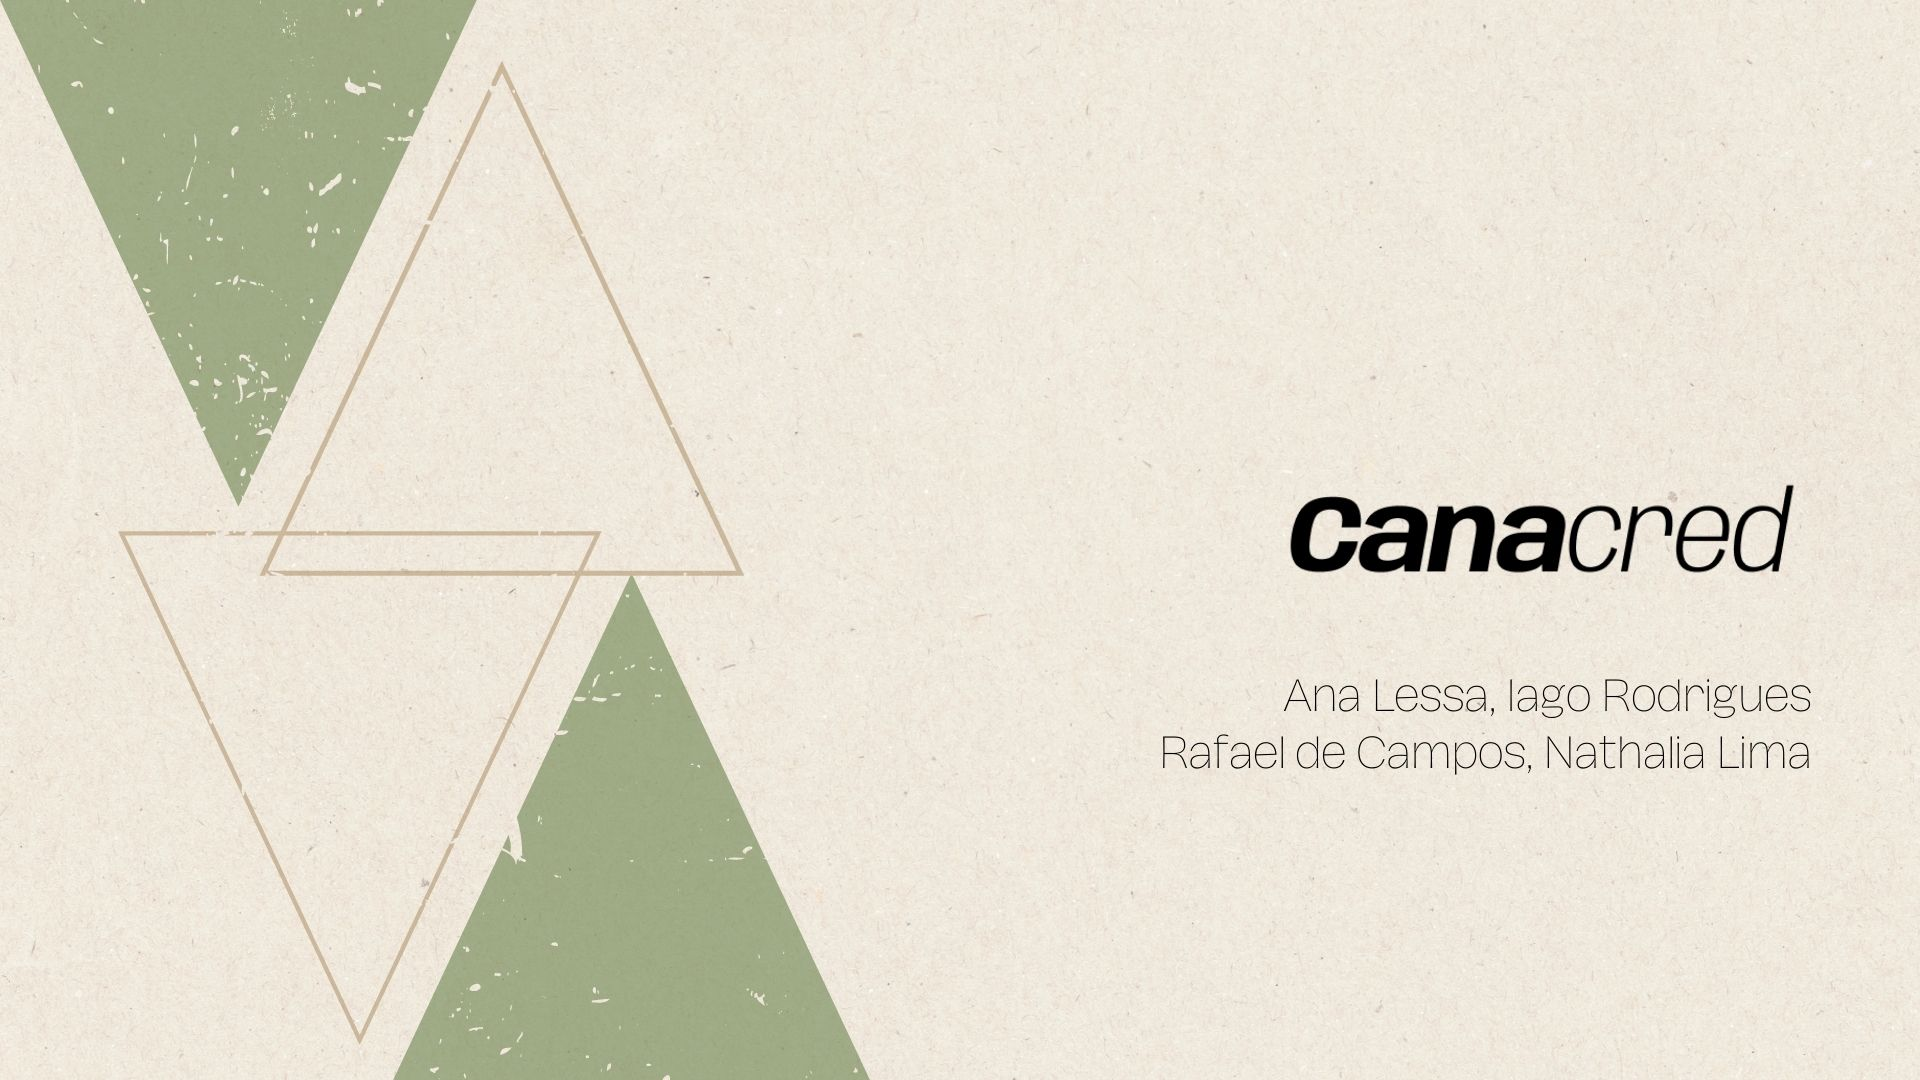 Canacred
Ana Lessa, Iago Rodrigues
Rafael de Campos, Nathalia Lima